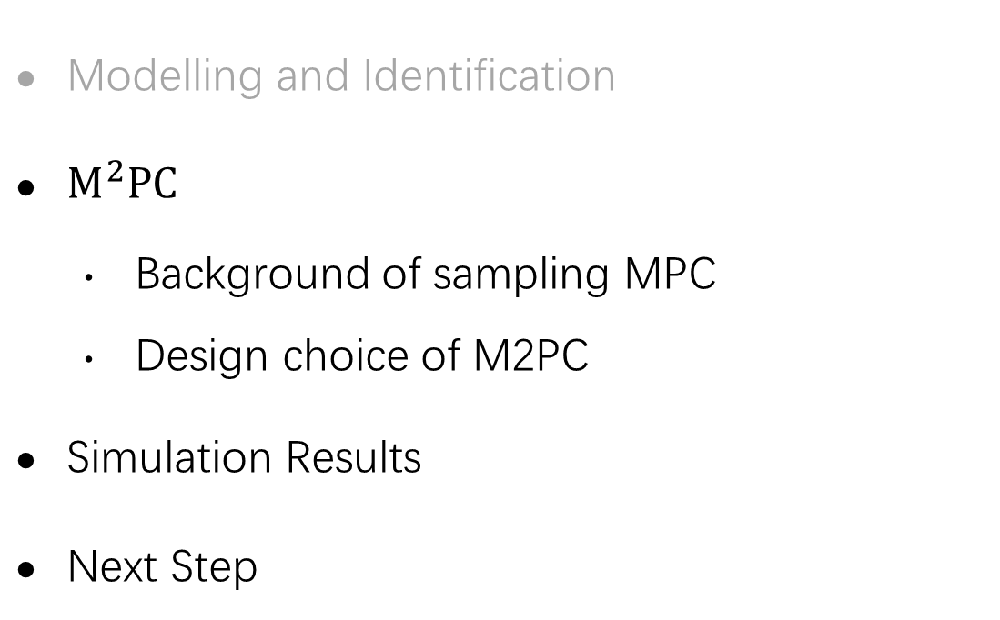 • Modelling and Identification
• M²PC
• Background of sampling MPC
• Design choice of M2PC
• Simulation Results
• Next Step